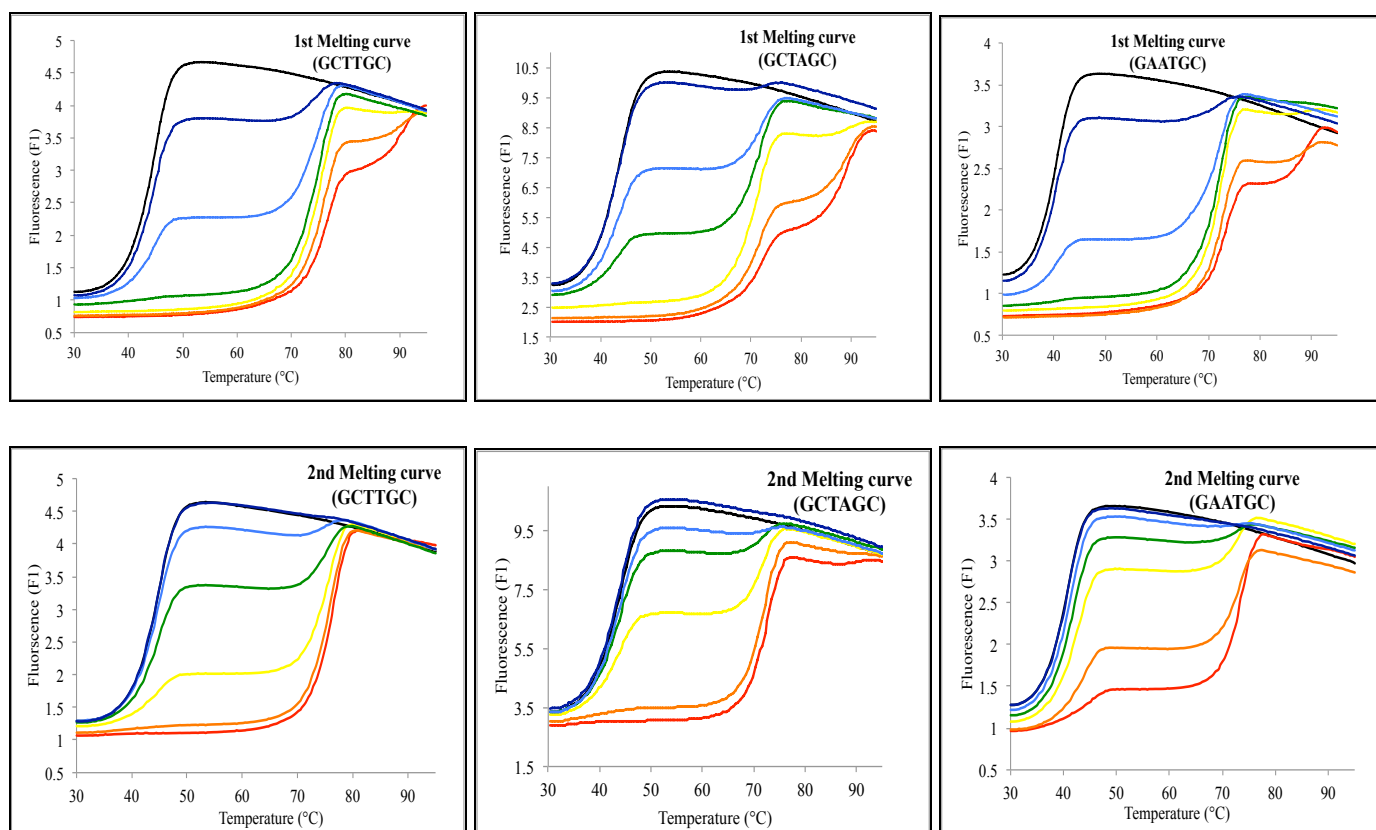 1st Melting curve
(GCTTGC)
5
4.5
4
3.5
3
2.5
2
1.5
1
0.5
30 40 50 60 70 80 90
Fluorescence (F1)
Temperature (°C)
1st Melting curve
(GCTAGC)
10.5
9.5
8.5
7.5
6.5
5.5
4.5
3.5
2.5
1.5
30 40 50 60 70 80 90
Fluorescence (F1)
Temperature (°C)
1st Melting curve
(GAATGC)
4
3.5
3
2.5
2
1.5
1
0.5
30 40 50 60 70 80 90
Fluorescence (F1)
Temperature (°C)
2nd Melting curve
(GCTTGC)
5
4.5
4
3.5
3
2.5
2
1.5
1
0.5
30 40 50 60 70 80 90
Fluorscence (F1)
Temperature (°C)
2nd Melting curve
(GCTAGC)
9.5
7.5
5.5
3.5
1.5
30 40 50 60 70 80 90
Fluorescence (F1)
Temperature (°C)
2nd Melting curve
(GAATGC)
4
3.5
3
2.5
2
1.5
1
0.5
30 40 50 60 70 80 90
Fluorescence (F1)
Temperature (°C)